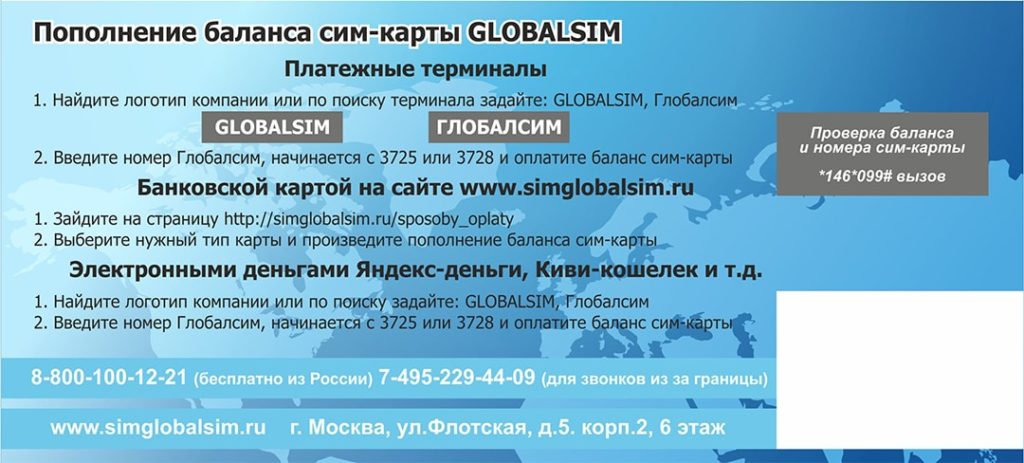 Пополнение баланса сим-карты GLOBALSIM
Платежные терминалы
1. Найдите логотип компании или по поиску терминала задайте: GLOBALSIM, Глобалсим
GLOBALSIM ГЛОБАЛСИМ
2. Введите номер Глобалсим, начинается с 3725 или 3728 и оплатите баланс сим-карты
Банковской картой на сайте www.simglobalsim.ru
1. Зайдите на страницу http://simglobalsim.ru/sposoby_oplaty
2. Выберите нужный тип карты и произведите пополнение баланса сим-карты
Электронными деньгами Яндекс-деньги, Киви-кошелек и т.д.
1. Найдите логотип компании или по поиску задайте: GLOBALSIM, Глобалсим
2. Введите номер Глобалсим, начинается с 3725 или 3728 и оплатите баланс сим-карты
8-800-100-12-21 (бесплатно из России) 7-495-229-44-09 (для звонков из за границы)
www.simglobalsim.ru г. Москва, ул.Флотская, д.5. корп.2, 6 этаж
Проверка баланса
и номера сим-карты
*146*099# вызов